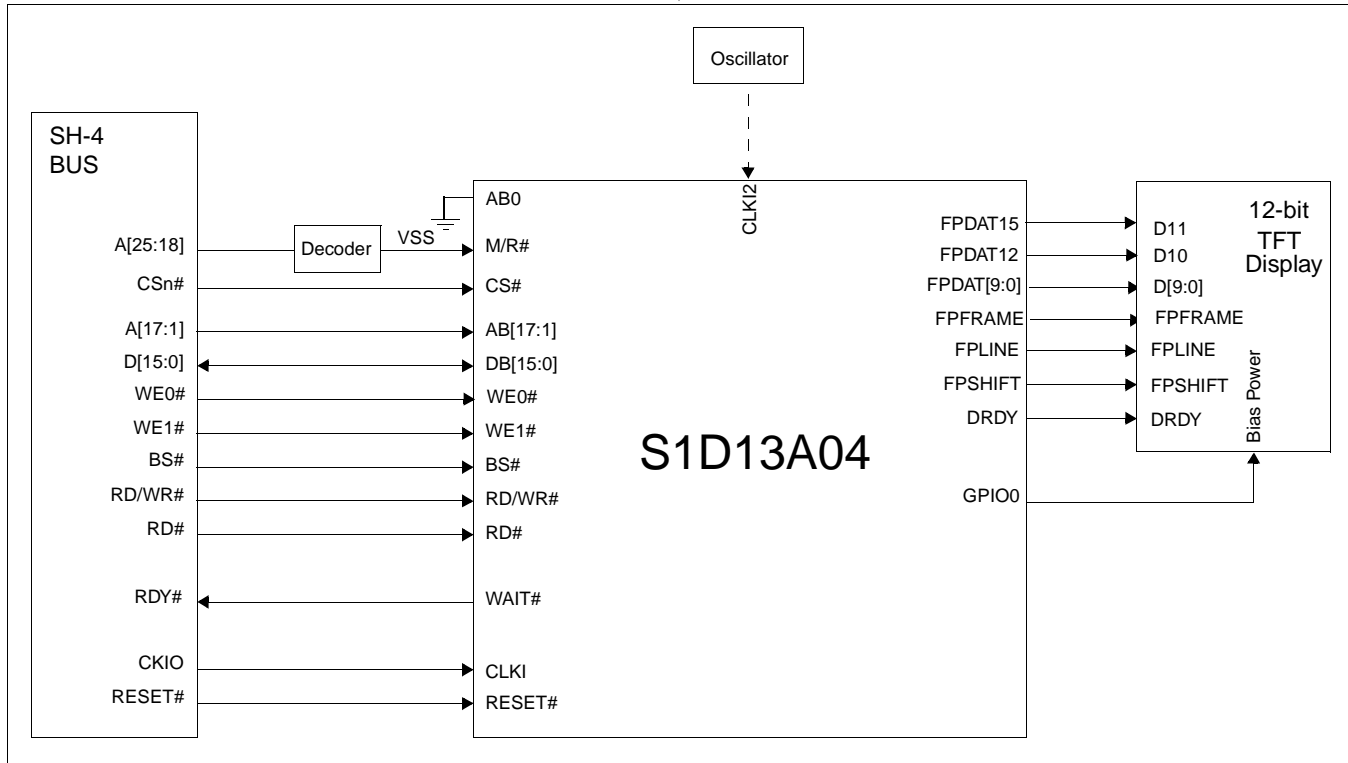 Oscillator
SH-4
BUS
A[25:18]
CSn#
A[17:1]
D[15:0]
WE0#
WE1#
BS#
RD/WR#
RD#
RDY#
CKIO
RESET#
Decoder
VSS
AB0
M/R#
CS#
AB[17:1]
DB[15:0]
WE0#
WE1#
BS#
RD/WR#
RD#
WAIT#
CLKI
RESET#
CLKI2
S1D13A04
FPDAT15
FPDAT12
FPDAT[9:0]
FPFRAME
FPLINE
FPSHIFT
DRDY
GPIO0
12-bit
TFT
Display
D11
D10
D[9:0]
FPFRAME
FPLINE
FPSHIFT
DRDY
Bias Power